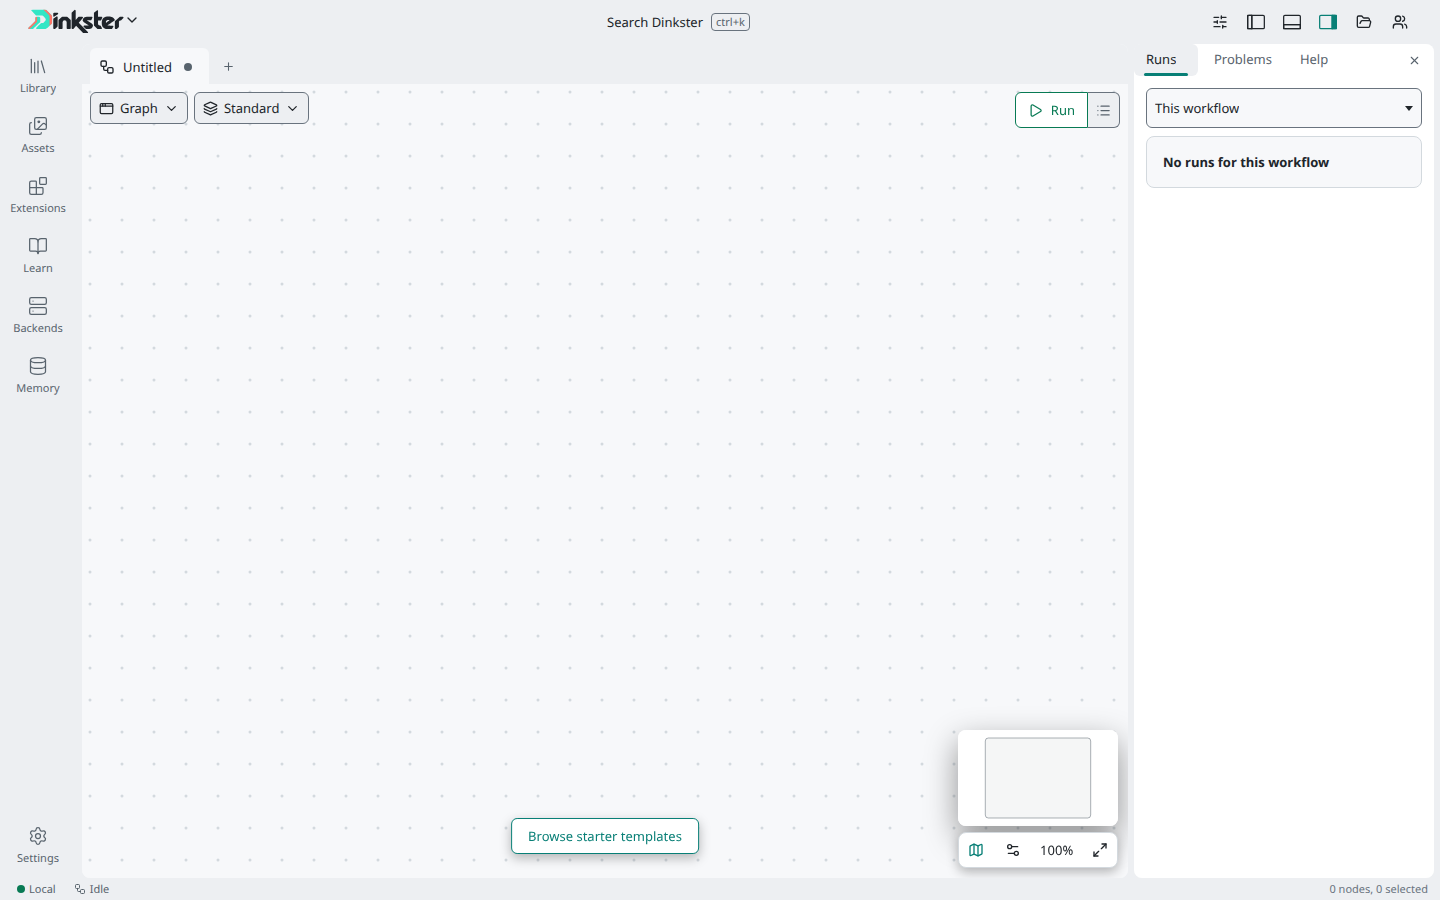 Dinkster
Search Dinkster ctrl+k
Library
Assets
Extensions
Learn
Backends
Memory
Settings
Untitled
Graph
Standard
Run
Browse starter templates
100%
Runs
Problems
Help
This workflow
No runs for this workflow
Local
Idle
0 nodes, 0 selected